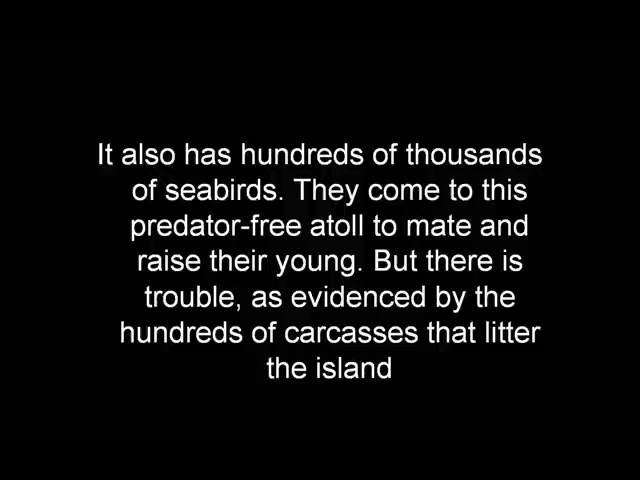 It also has hundreds of thousands
of seabirds. They come to this
predator-free atoll to mate and
raise their young. But there is
trouble, as evidenced by the
hundreds of carcasses that litter
the island